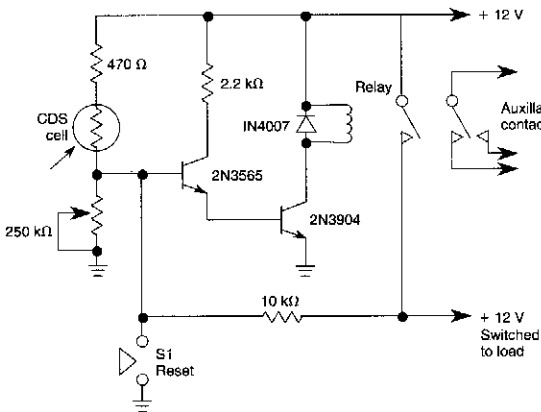 + 12 V
470 Ω
2.2 kΩ
Relay
CDS
cell
IN4007
Auxilla
contac
2N3565
2N3904
250 kΩ
10 kΩ
+ 12 V
Switched
to load
S1
Reset